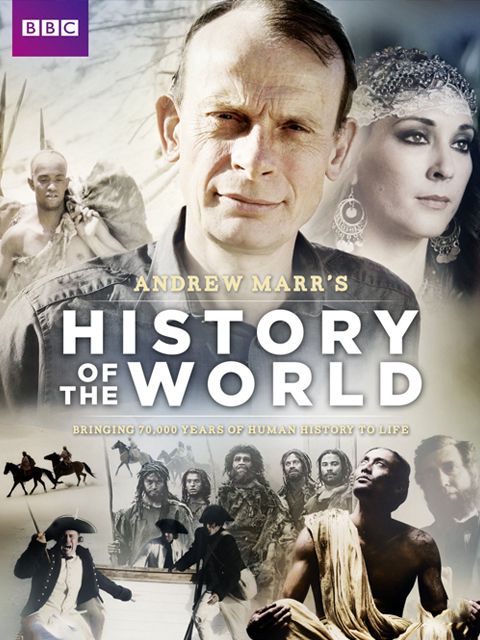 BBC
ANDREW MARR'S
HISTORY
OF THE WORLD
BRINGING 70,000 YEARS OF HUMAN HISTORY TO LIFE